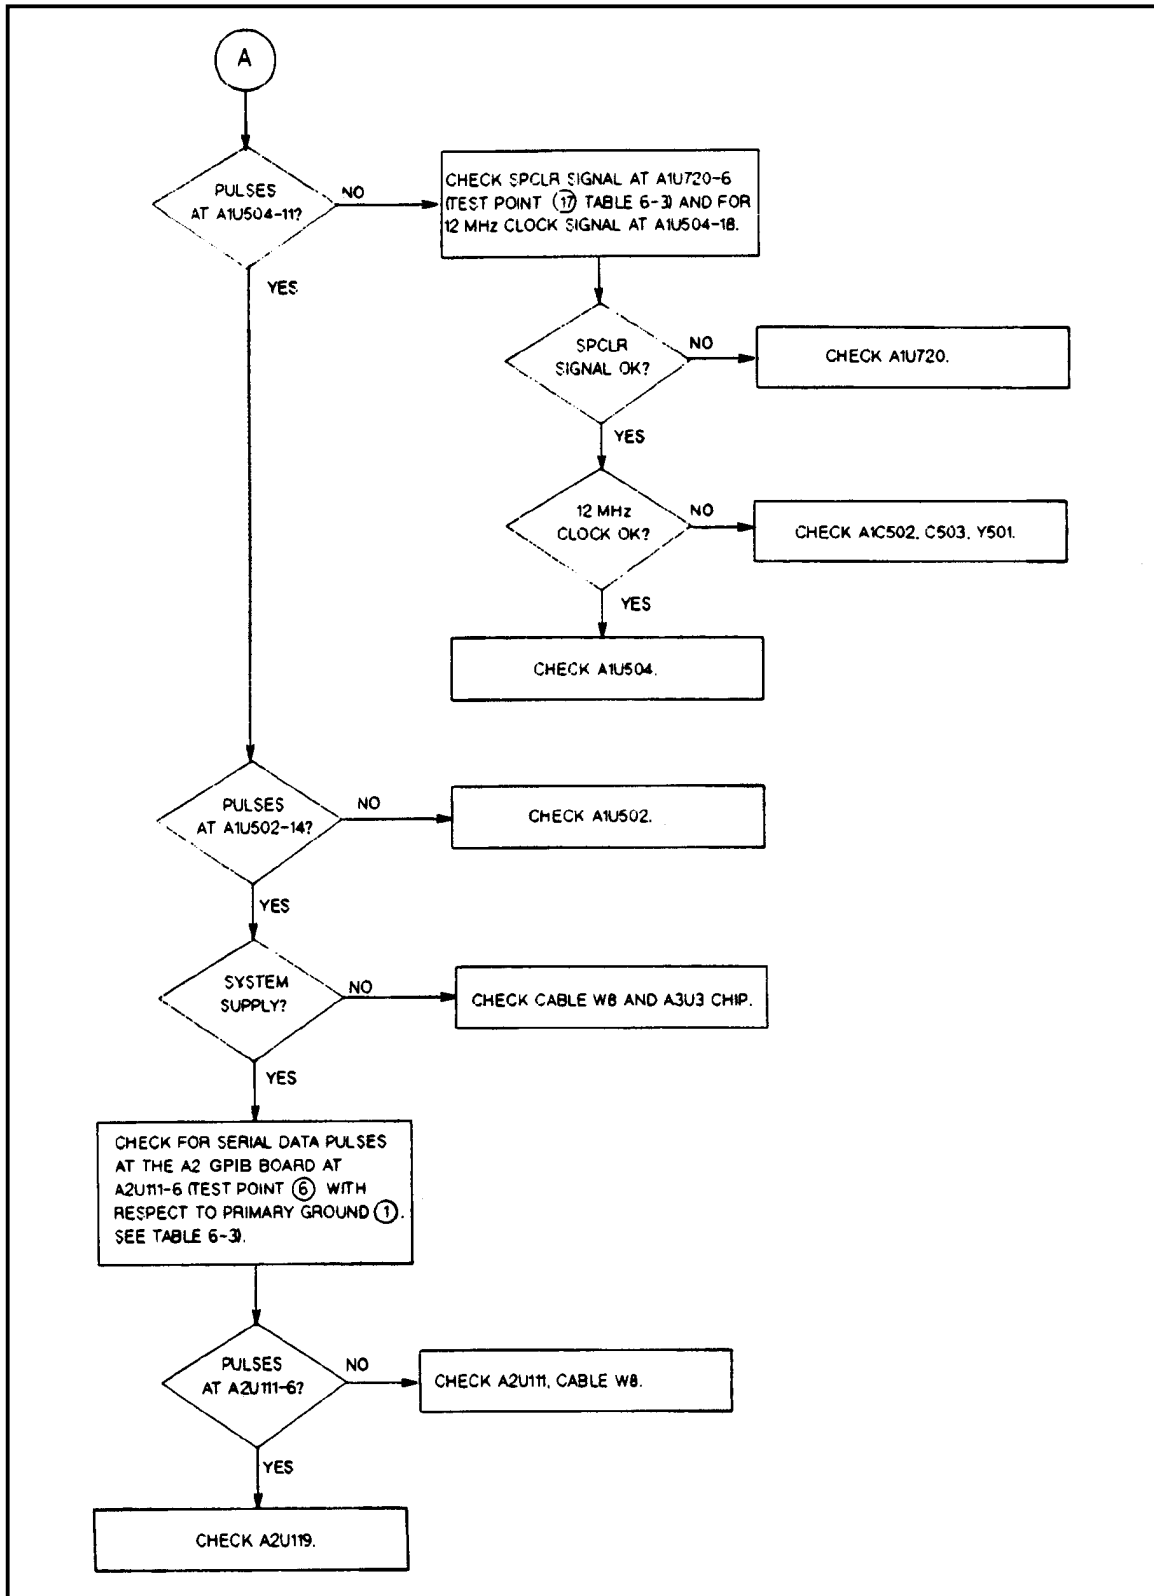 A
PULSES
AT A1U504-11?
NO
YES
CHECK SPCLR SIGNAL AT A1U720-6
(TEST POINT 17 TABLE 6-3) AND FOR
12 MHz CLOCK SIGNAL AT A1U504-18.
SPCLR
SIGNAL OK?
NO
CHECK A1U720.
YES
12 MHz
CLOCK OK?
NO
CHECK A1C502, C503, Y501.
YES
CHECK A1U504.
PULSES
AT A1U502-14?
NO
CHECK A1U502.
YES
SYSTEM
SUPPLY?
NO
CHECK CABLE W8 AND A3U3 CHIP.
YES
CHECK FOR SERIAL DATA PULSES
AT THE A2 GPIB BOARD AT
A2U111-6 (TEST POINT 6 WITH
RESPECT TO PRIMARY GROUND 1.
SEE TABLE 6-3).
PULSES
AT A2U111-6?
NO
CHECK A2U111, CABLE W8.
YES
CHECK A2U119.